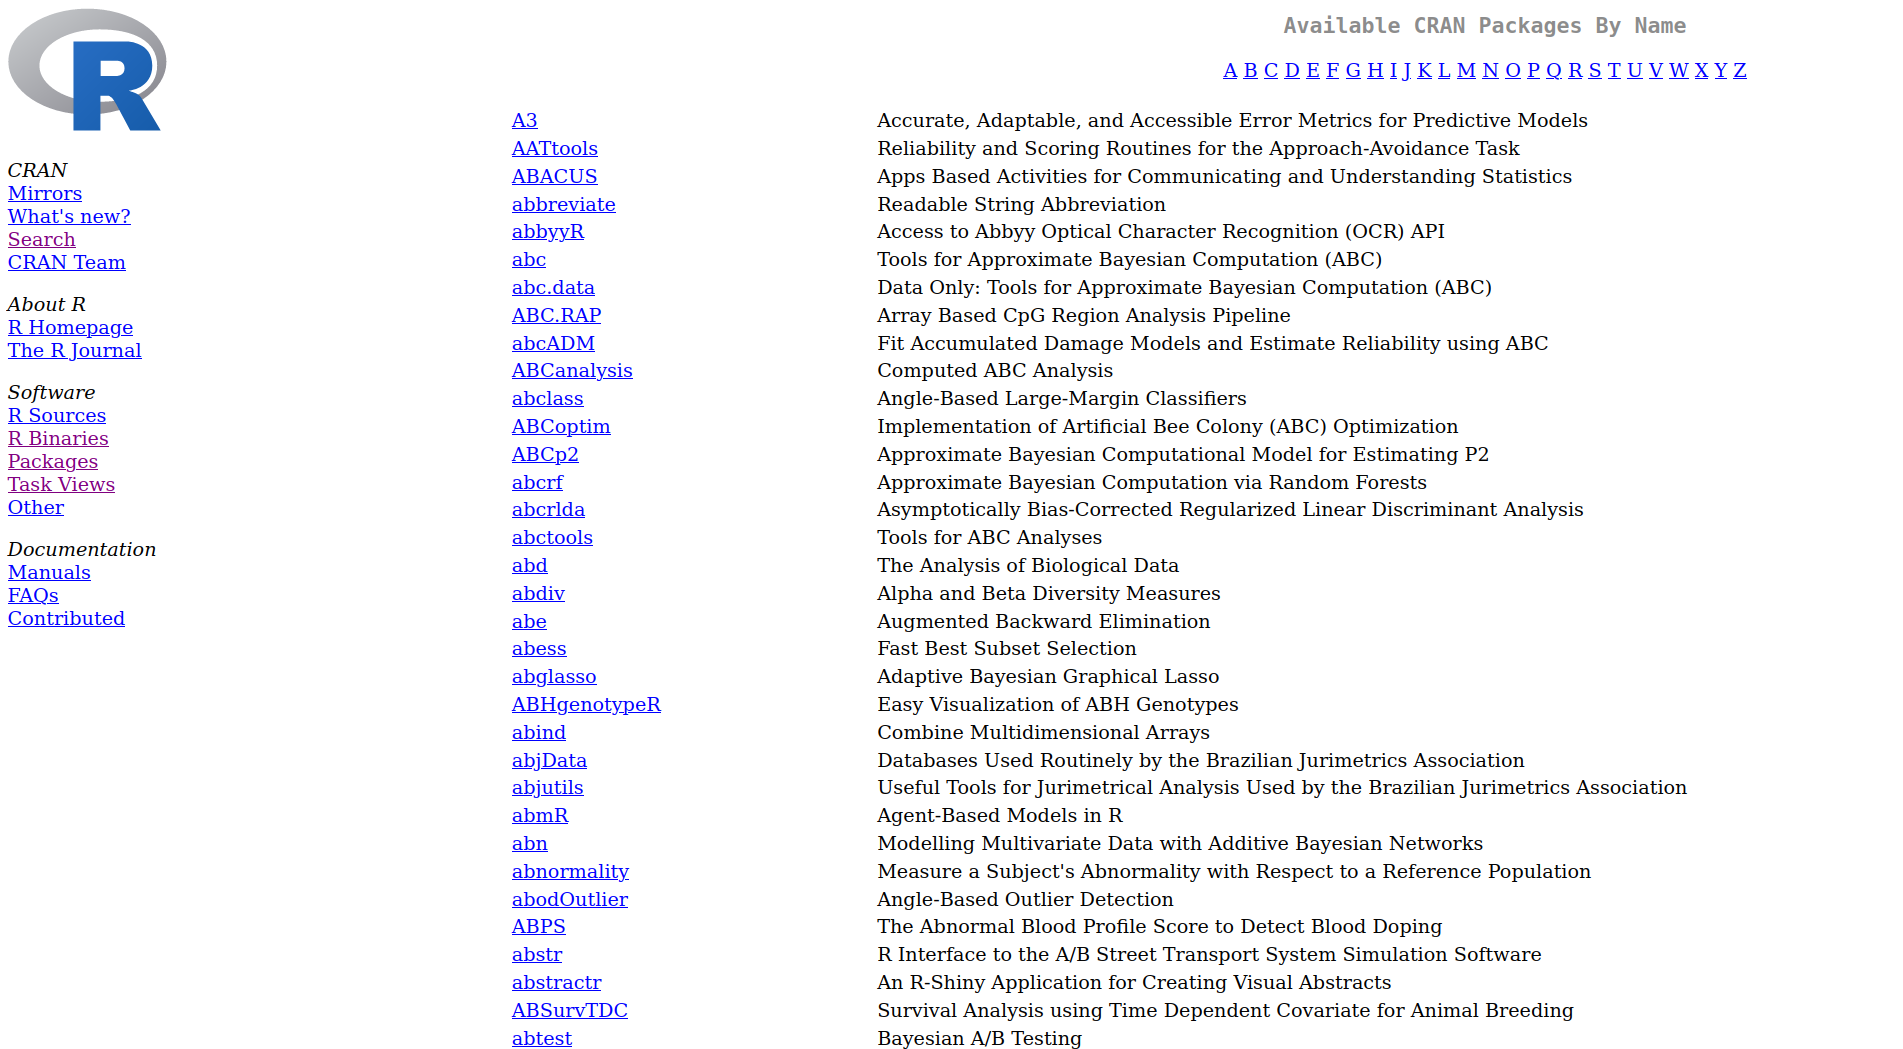 R
CRAN
Mirrors
What's new?
Search
CRAN Team
About R
R Homepage
The R Journal
Software
R Sources
R Binaries
Packages
Task Views
Other
Documentation
Manuals
FAQs
Contributed
Available CRAN Packages By Name
A B C D E F G H I J K L M N O P Q R S T U V W X Y Z
A3 Accurate, Adaptable, and Accessible Error Metrics for Predictive Models
AATtools Reliability and Scoring Routines for the Approach-Avoidance Task
ABACUS Apps Based Activities for Communicating and Understanding Statistics
abbreviate Readable String Abbreviation
abbyyR Access to Abbyy Optical Character Recognition (OCR) API
abc Tools for Approximate Bayesian Computation (ABC)
abc.data Data Only: Tools for Approximate Bayesian Computation (ABC)
ABC.RAP Array Based CpG Region Analysis Pipeline
abcADM Fit Accumulated Damage Models and Estimate Reliability using ABC
ABCanalysis Computed ABC Analysis
abclass Angle-Based Large-Margin Classifiers
ABCoptim Implementation of Artificial Bee Colony (ABC) Optimization
ABCp2 Approximate Bayesian Computational Model for Estimating P2
abcrf Approximate Bayesian Computation via Random Forests
abcrlda Asymptotically Bias-Corrected Regularized Linear Discriminant Analysis
abctools Tools for ABC Analyses
abd The Analysis of Biological Data
abdiv Alpha and Beta Diversity Measures
abe Augmented Backward Elimination
abess Fast Best Subset Selection
abglasso Adaptive Bayesian Graphical Lasso
ABHgenotypeR Easy Visualization of ABH Genotypes
abind Combine Multidimensional Arrays
abjData Databases Used Routinely by the Brazilian Jurimetrics Association
abjutils Useful Tools for Jurimetrical Analysis Used by the Brazilian Jurimetrics Association
abmR Agent-Based Models in R
abn Modelling Multivariate Data with Additive Bayesian Networks
abnormality Measure a Subject's Abnormality with Respect to a Reference Population
abodOutlier Angle-Based Outlier Detection
ABPS The Abnormal Blood Profile Score to Detect Blood Doping
abstr R Interface to the A/B Street Transport System Simulation Software
abstractr An R-Shiny Application for Creating Visual Abstracts
ABSurvTDC Survival Analysis using Time Dependent Covariate for Animal Breeding
abtest Bayesian A/B Testing